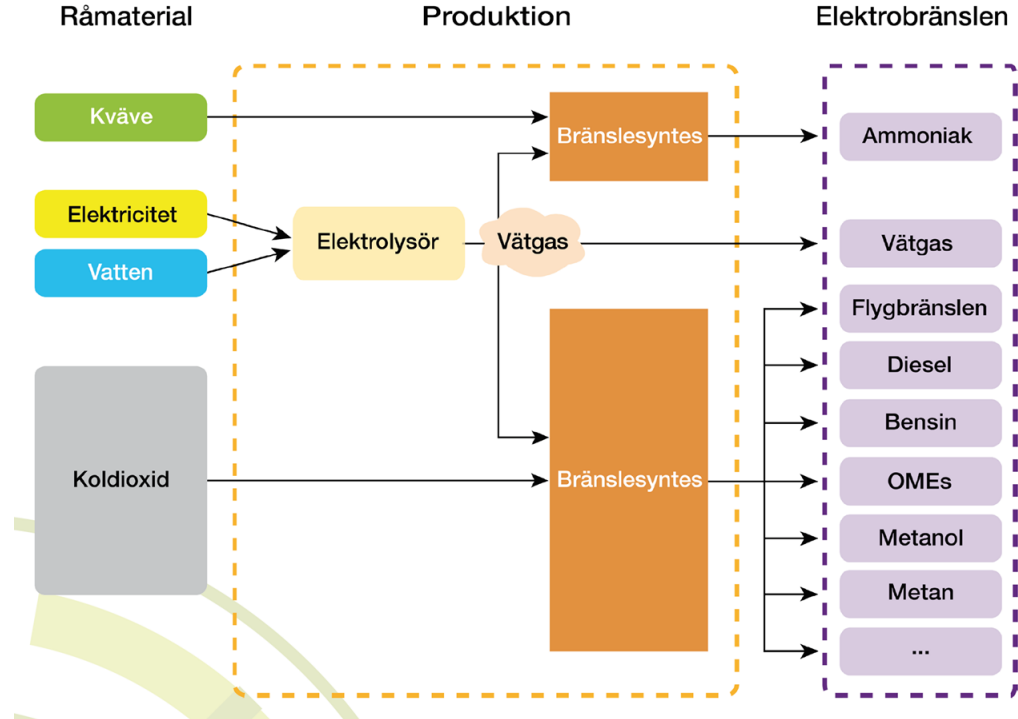 Råmaterial
Produktion
Elektrobränslen
Kväve
Elektricitet
Vatten
Koldioxid
Elektrolysör
Vätgas
Bränslesyntes
Bränslesyntes
Ammoniak
Vätgas
Flygbränslen
Diesel
Bensin
OMEs
Metanol
Metan
...